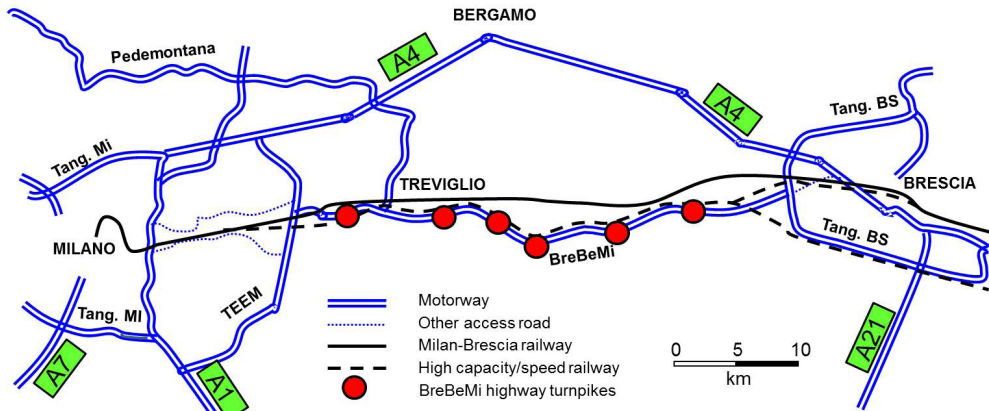 BERGAMO
Pedemontana
A4
A4
Tang. BS
Tang. Mi
TREVIGLIO
BRESCIA
MILANO
BreBeMi
Tang. BS
TEEM
Tang. MI
A7
A1
A21
Motorway
Other access road
Milan-Brescia railway
High capacity/speed railway
BreBeMi highway turnpikes
0 5 10
km